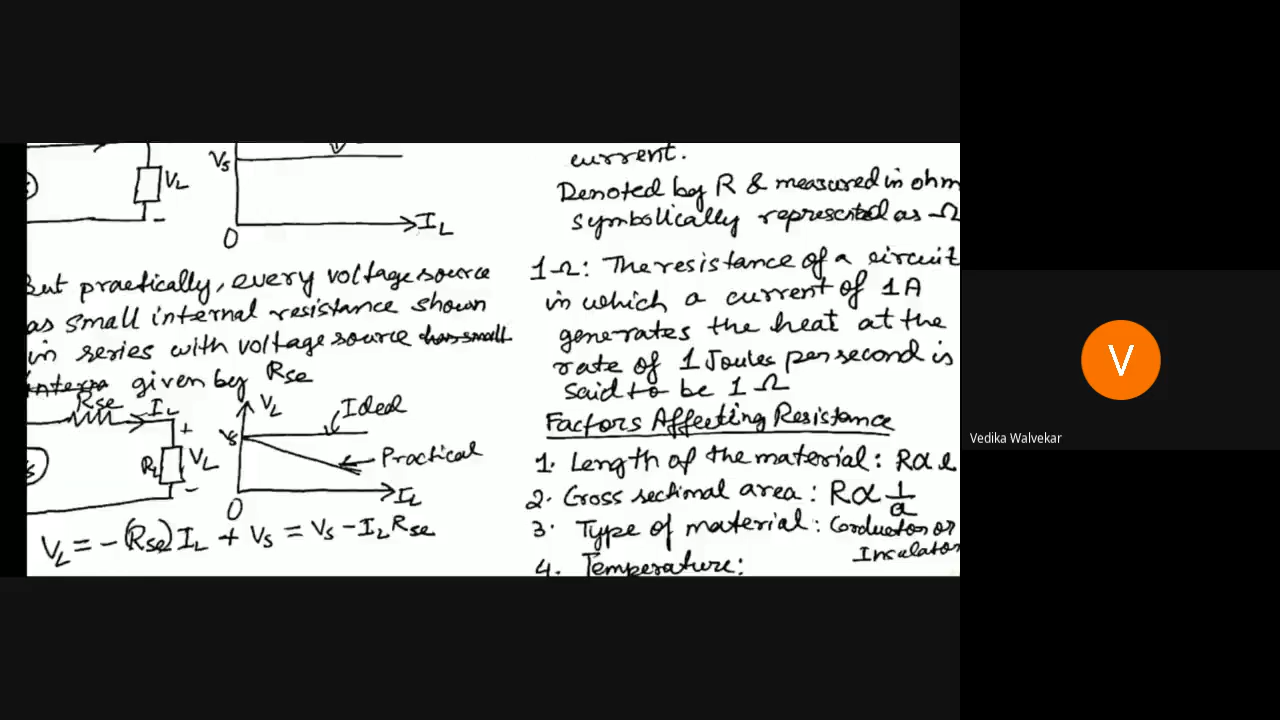 Vs
VL
-
IL
O
But practically, every voltage source
as small internal resistance shown
in series with voltage source has small
interna given by Rse
Rse IL
VL
Ideal
+
Vs
RL VL
Practical
-
IL
O
VL = -(Rse) IL + Vs = Vs - IL Rse
current.
Denoted by R & measured in ohm
symbolically represented as Ω
1Ω: The resistance of a circuit
in which a current of 1A
generates the heat at the
rate of 1 Joules per second is
said to be 1 Ω
Factors Affecting Resistance
1. Length of the material: R α l
2. Cross sectional area: R α 1/a
3. Type of material: Conductor or
Insulator
4. Temperature:
V
Vedika Walvekar